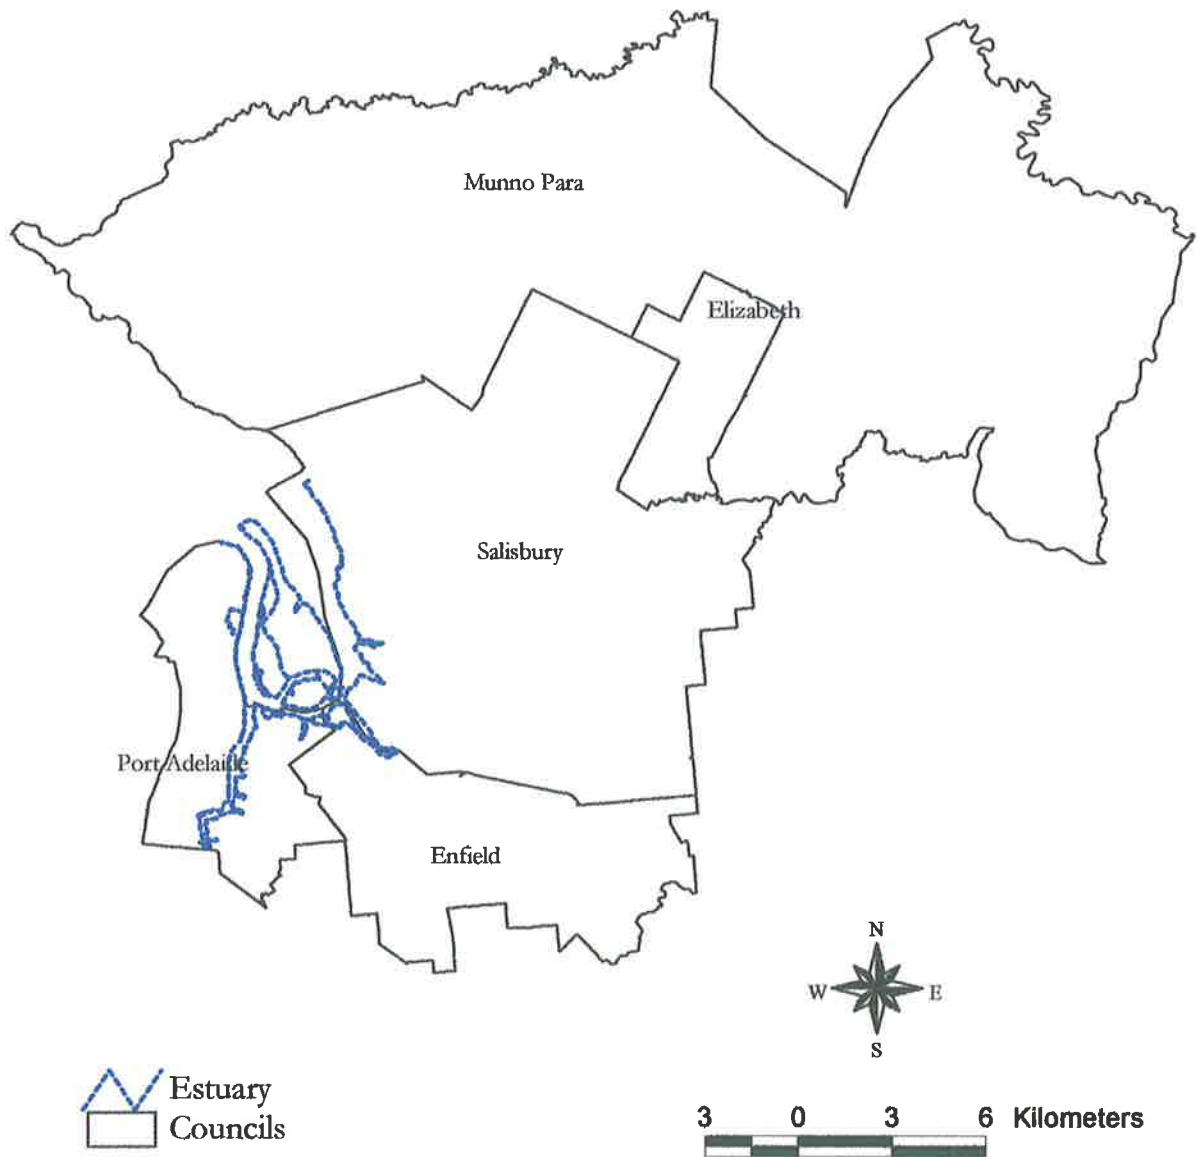 Munno Para
Elizabeth
Salisbury
Port Adelaide
Enfield
N
W E
S
Estuary
Councils
3 0 3 6 Kilometers